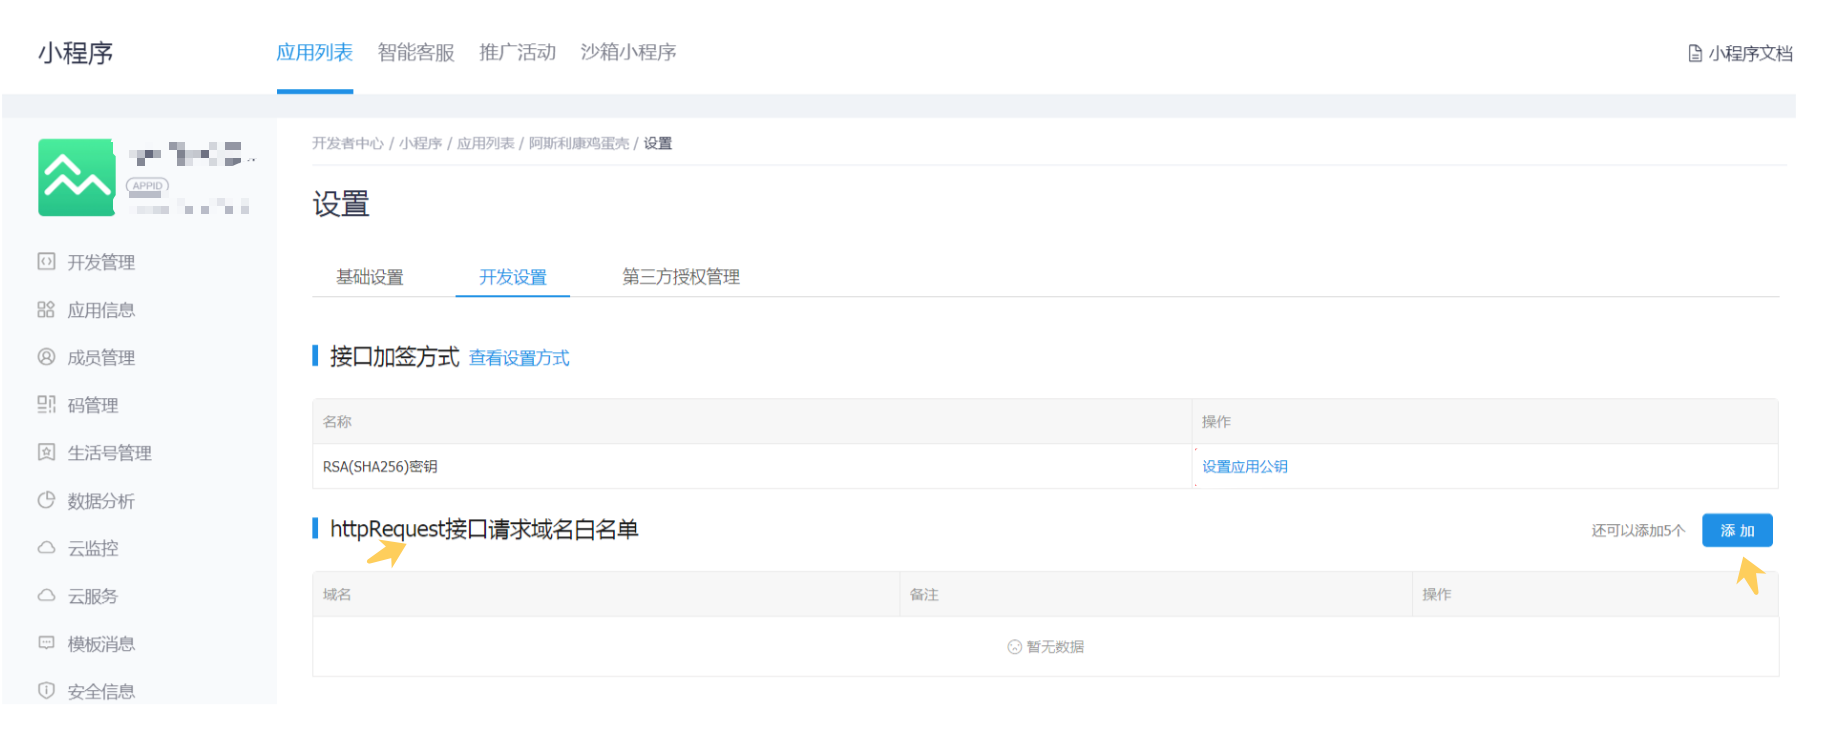 小程序 应用列表 智能客服 推广活动 沙箱小程序 小程序文档
开发者中心 / 小程序 / 应用列表 / 阿斯利康鸡蛋壳 / 设置
APPID
设置
开发管理
应用信息
成员管理
码管理
生活号管理
数据分析
云监控
云服务
模板消息
安全信息
基础设置 开发设置 第三方授权管理
接口加签方式 查看设置方式
名称 操作
RSA(SHA256)密钥 设置应用公钥
httpRequest接口请求域名白名单 还可以添加5个 添加
域名 备注 操作
暂无数据